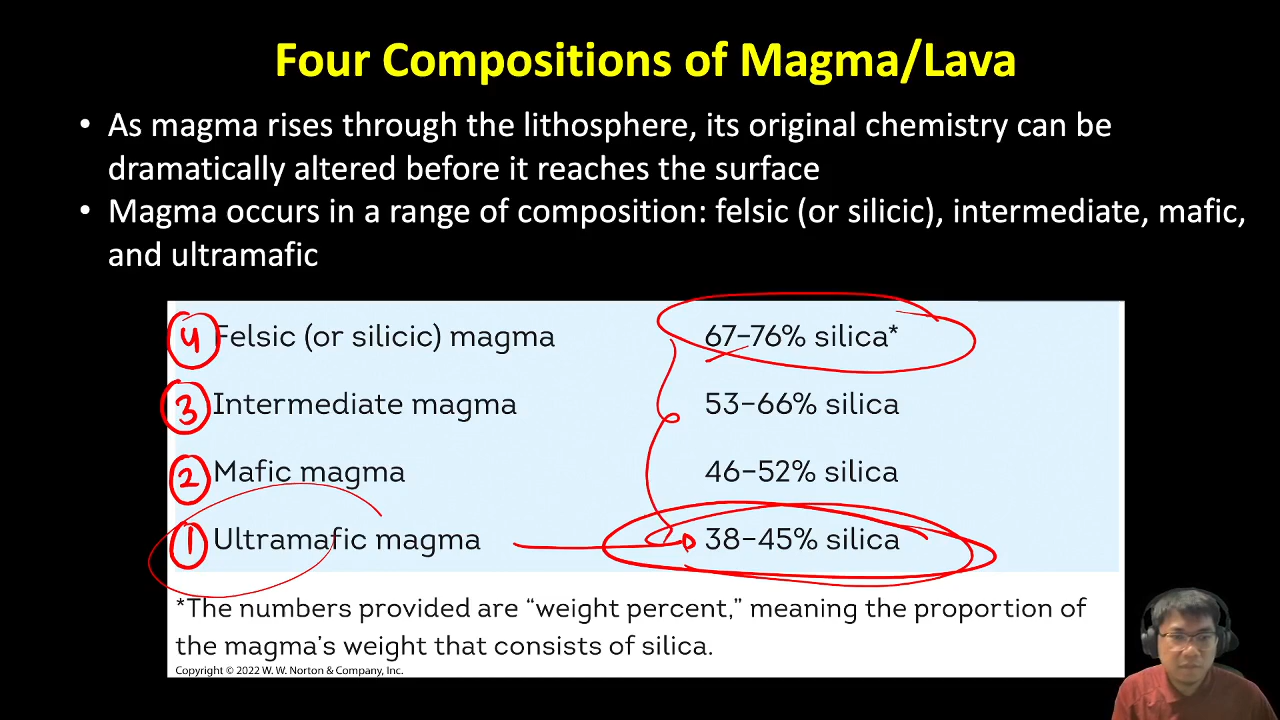 Four Compositions of Magma/Lava
• As magma rises through the lithosphere, its original chemistry can be
dramatically altered before it reaches the surface
• Magma occurs in a range of composition: felsic (or silicic), intermediate, mafic,
and ultramafic
4 Felsic (or silicic) magma 67–76% silica*
3 Intermediate magma 53–66% silica
2 Mafic magma 46–52% silica
1 Ultramafic magma 38–45% silica
*The numbers provided are “weight percent,” meaning the proportion of
the magma’s weight that consists of silica.
Copyright © 2022 W. W. Norton & Company, Inc.